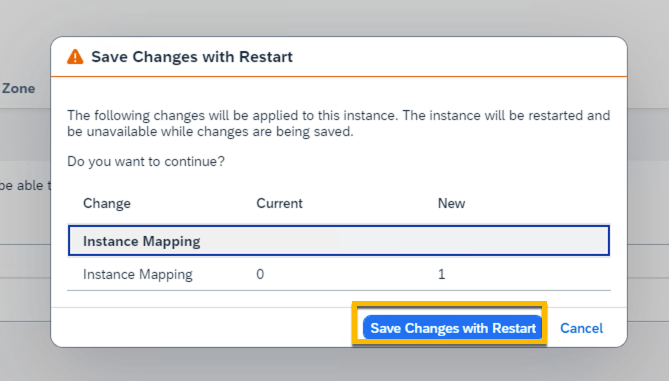 Save Changes with Restart
Zone
The following changes will be applied to this instance. The instance will be restarted and
be unavailable while changes are being saved.
Do you want to continue?
be able t
Change Current New
Instance Mapping
Instance Mapping 0 1
Save Changes with Restart Cancel